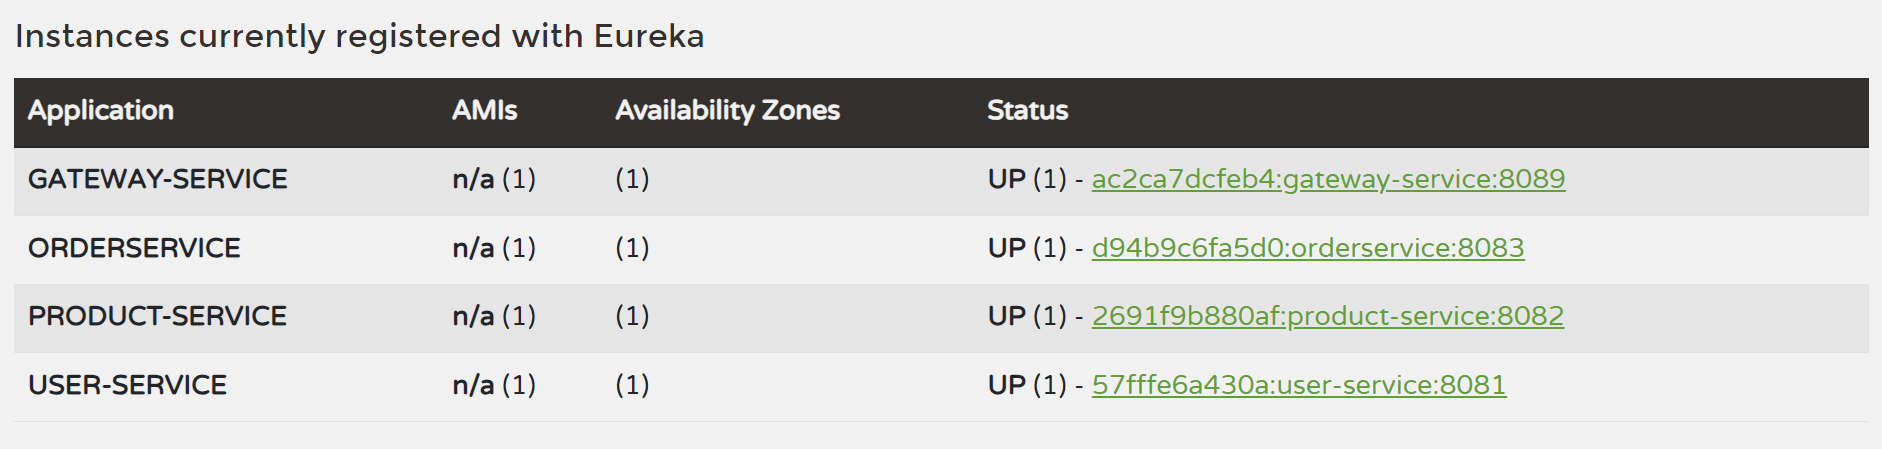 Instances currently registered with Eureka
Application AMIs Availability Zones Status
GATEWAY-SERVICE n/a (1) (1) UP (1) - ac2ca7dcfeb4:gateway-service:8089
ORDERSERVICE n/a (1) (1) UP (1) - d94b9c6fa5d0:orderservice:8083
PRODUCT-SERVICE n/a (1) (1) UP (1) - 2691f9b880af:product-service:8082
USER-SERVICE n/a (1) (1) UP (1) - 57fffe6a430a:user-service:8081